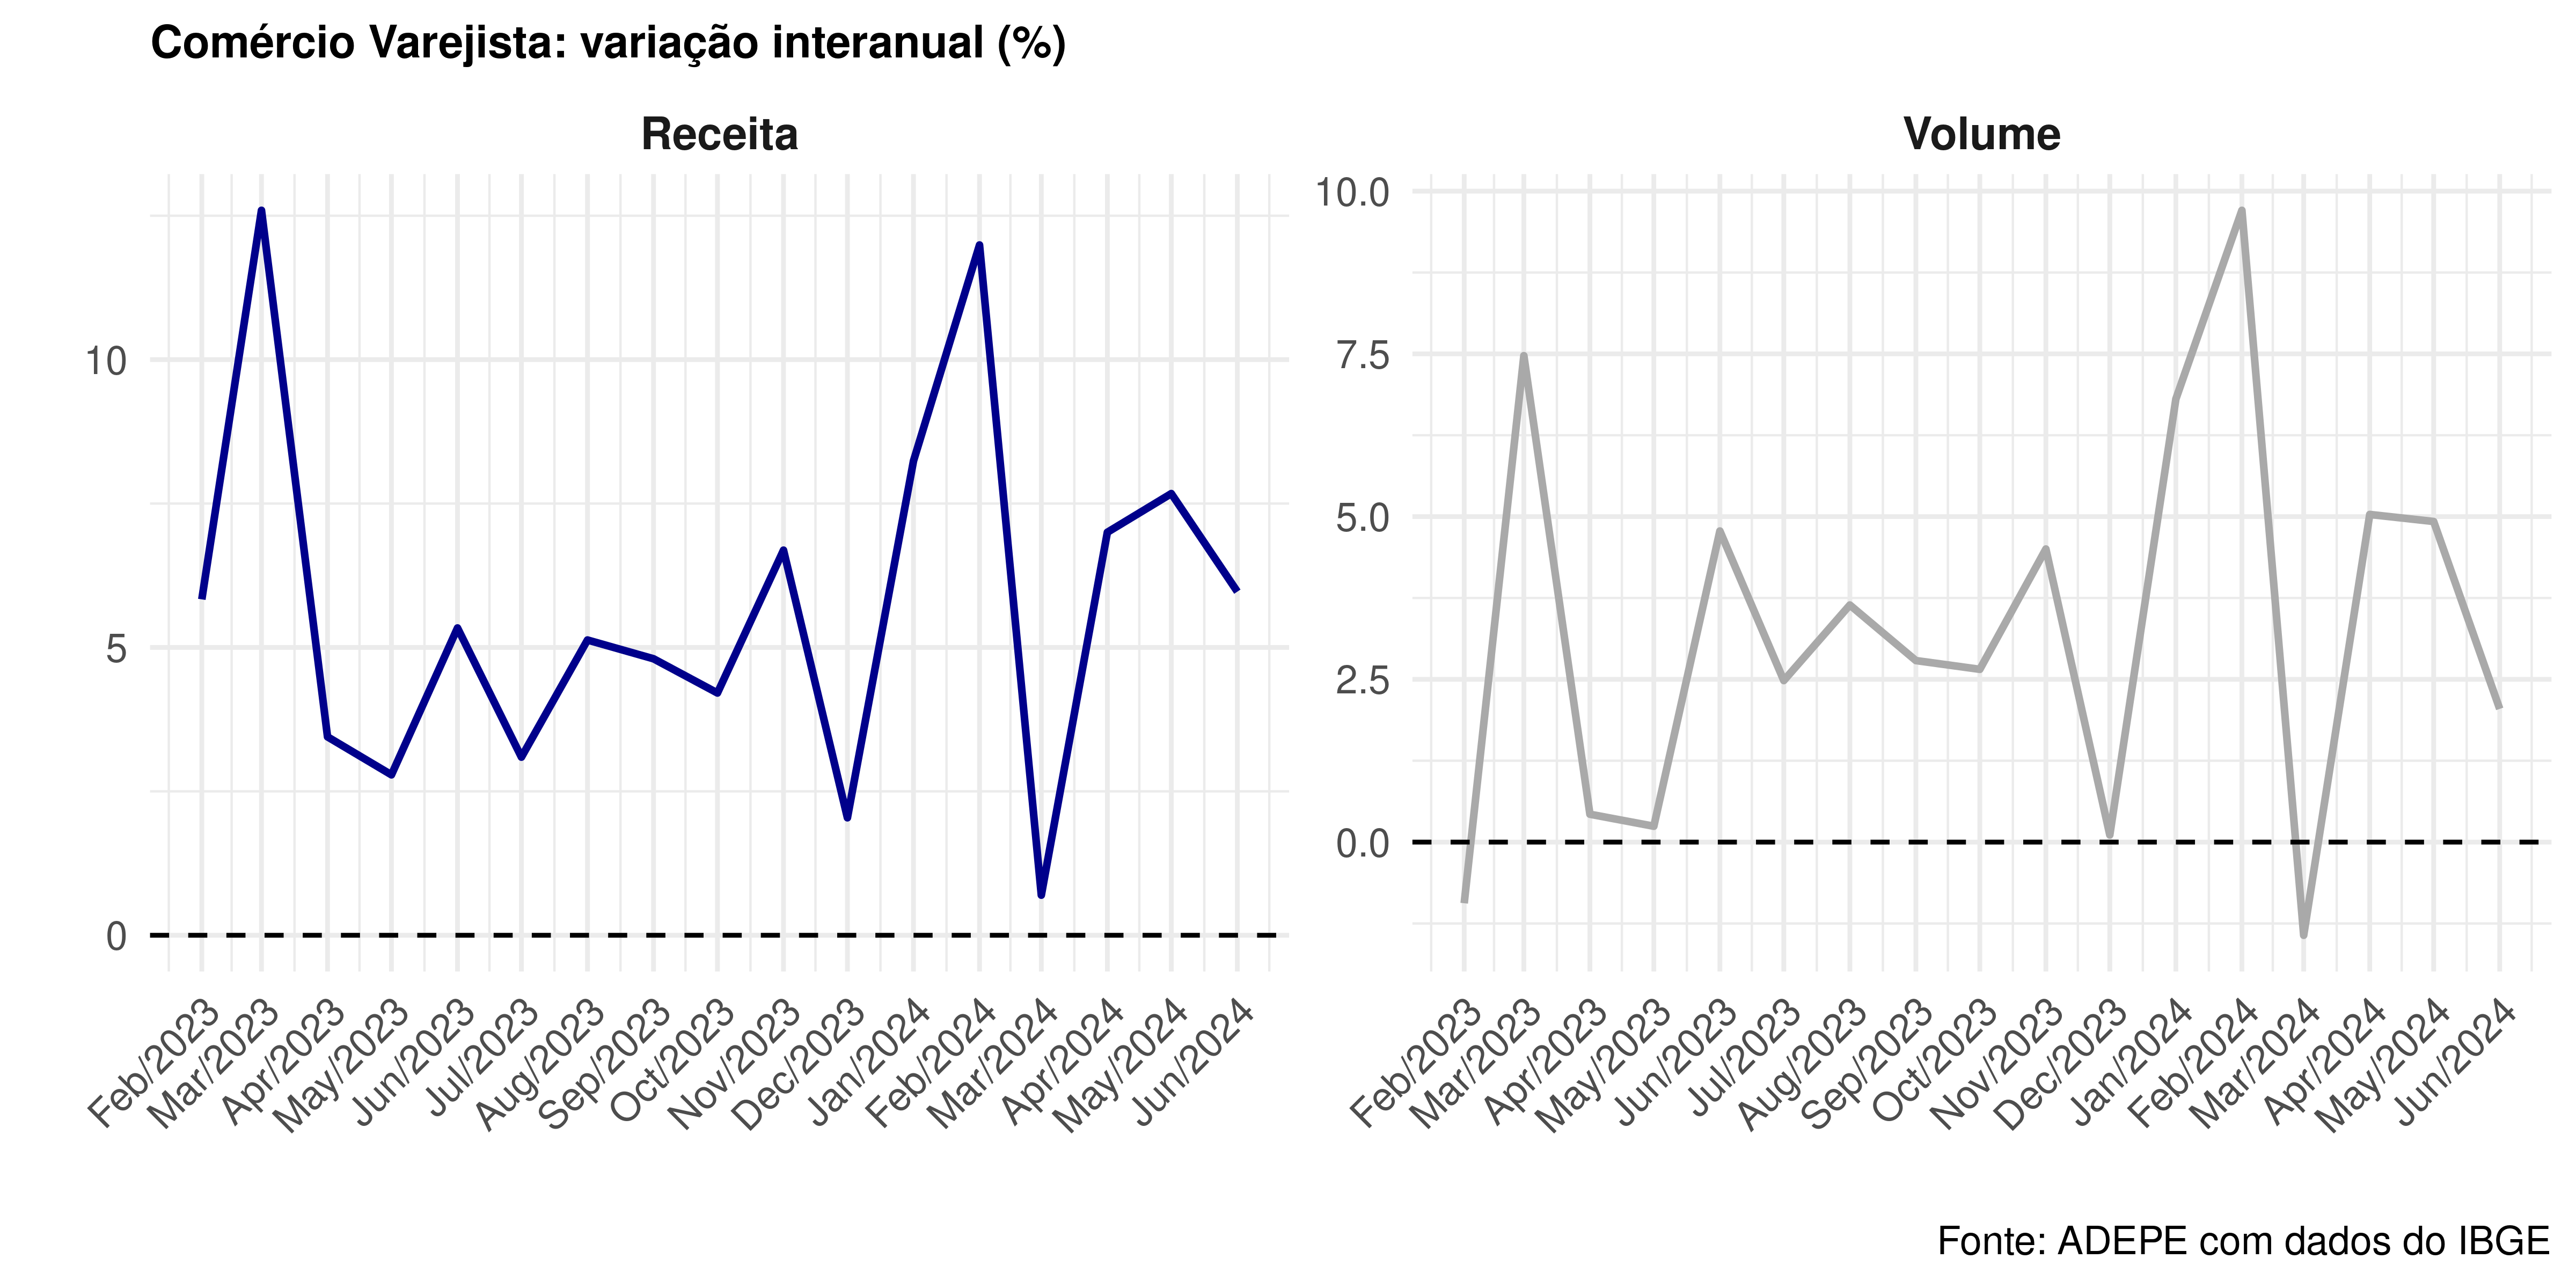 Comércio Varejista: variação interanual (%)
Receita
10
5
0
Feb/2023
Mar/2023
Apr/2023
May/2023
Jun/2023
Jul/2023
Aug/2023
Sep/2023
Oct/2023
Nov/2023
Dec/2023
Jan/2024
Feb/2024
Mar/2024
Apr/2024
May/2024
Jun/2024
Volume
10.0
7.5
5.0
2.5
0.0
Feb/2023
Mar/2023
Apr/2023
May/2023
Jun/2023
Jul/2023
Aug/2023
Sep/2023
Oct/2023
Nov/2023
Dec/2023
Jan/2024
Feb/2024
Mar/2024
Apr/2024
May/2024
Jun/2024
Fonte: ADEPE com dados do IBGE